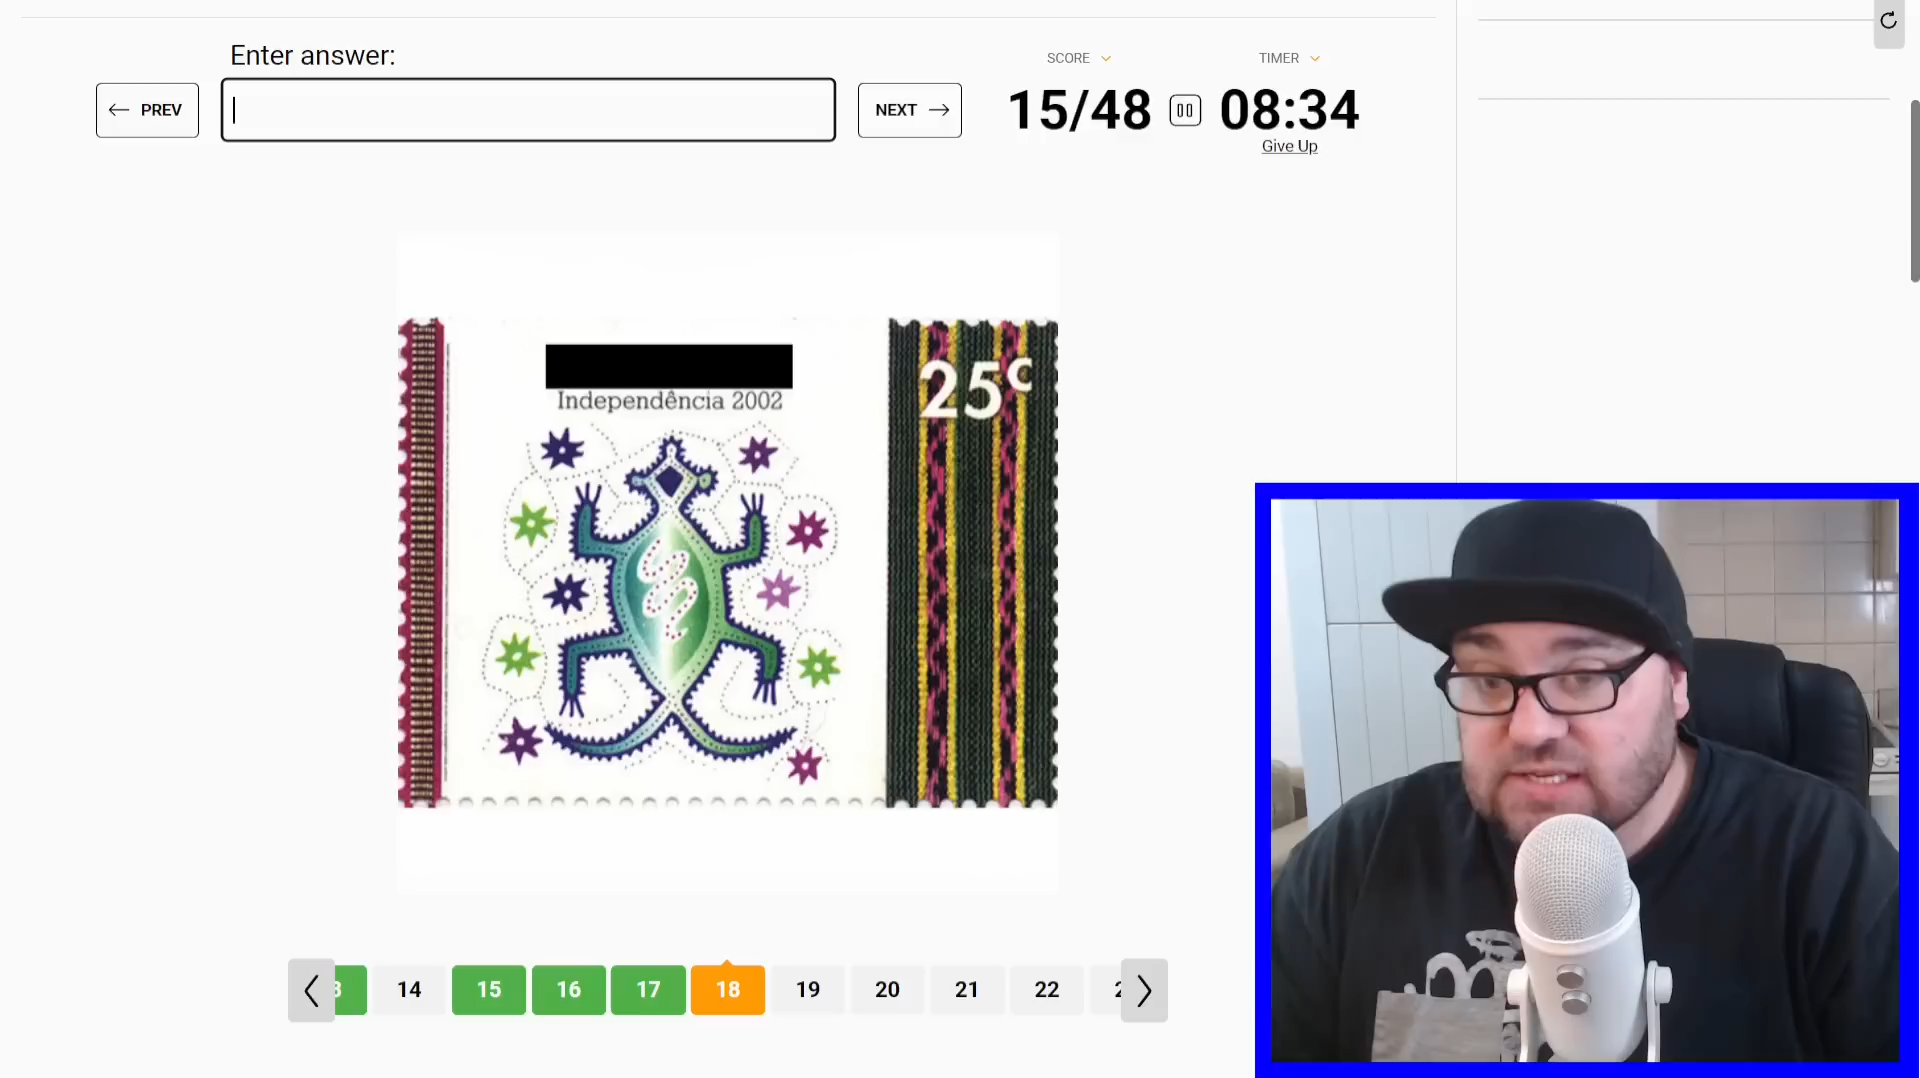 Enter answer:
PREV
NEXT
SCORE
15/48
TIMER
08:34
Give Up
Independência 2002
25c
14
15
16
17
18
19
20
21
22